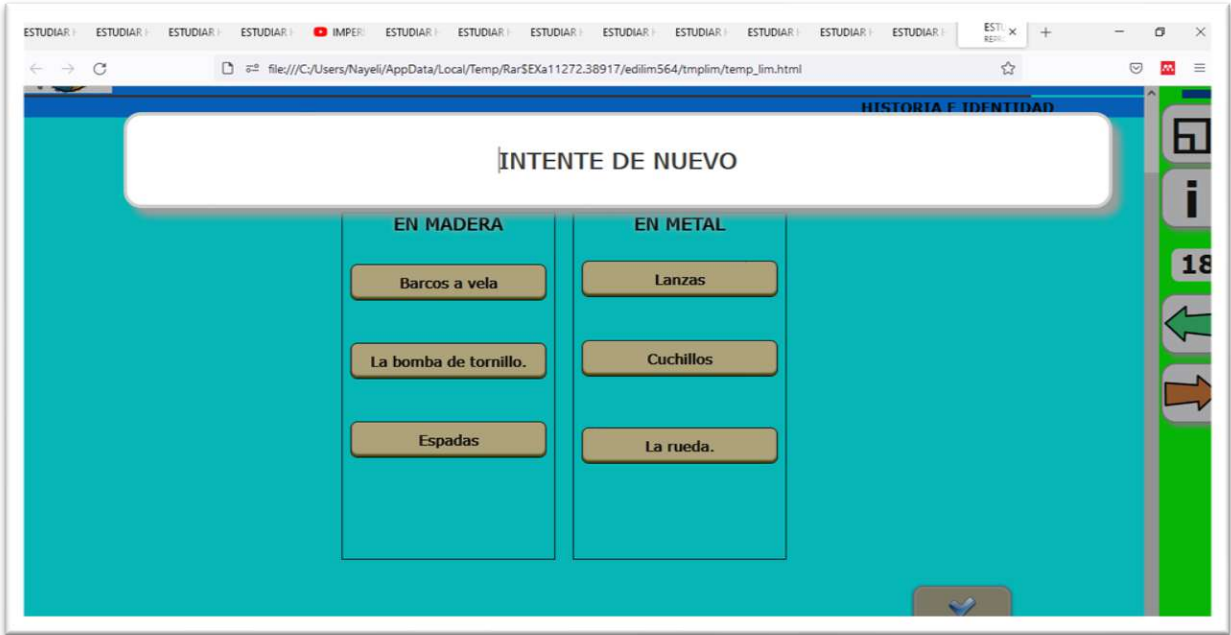 ESTUDIAR ESTUDIAR ESTUDIAR ESTUDIAR IMPERI ESTUDIAR ESTUDIAR ESTUDIAR ESTUDIAR ESTUDIAR ESTUDIAR ESTUDIAR ESTUDIAR
file:///C:/Users/Nayeli/AppData/Local/Temp/Rar$EXa11272.38917/edilim564/tmplim/temp_lim.html
HISTORIA E IDENTIDAD
INTENTE DE NUEVO
EN MADERA EN METAL
Barcos a vela Lanzas
La bomba de tornillo. Cuchillos
Espadas La rueda.
i
18